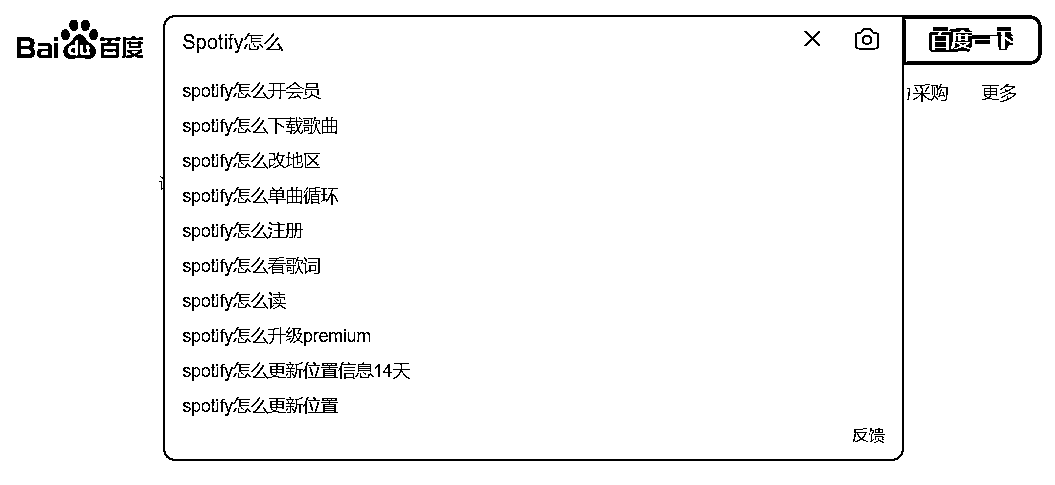 Bai du 百度
Spotify怎么
百度一下
spotify怎么开会员
采购 更多
spotify怎么下载歌曲
spotify怎么改地区
spotify怎么单曲循环
spotify怎么注册
spotify怎么看歌词
spotify怎么读
spotify怎么升级premium
spotify怎么更新位置信息14天
spotify怎么更新位置
反馈